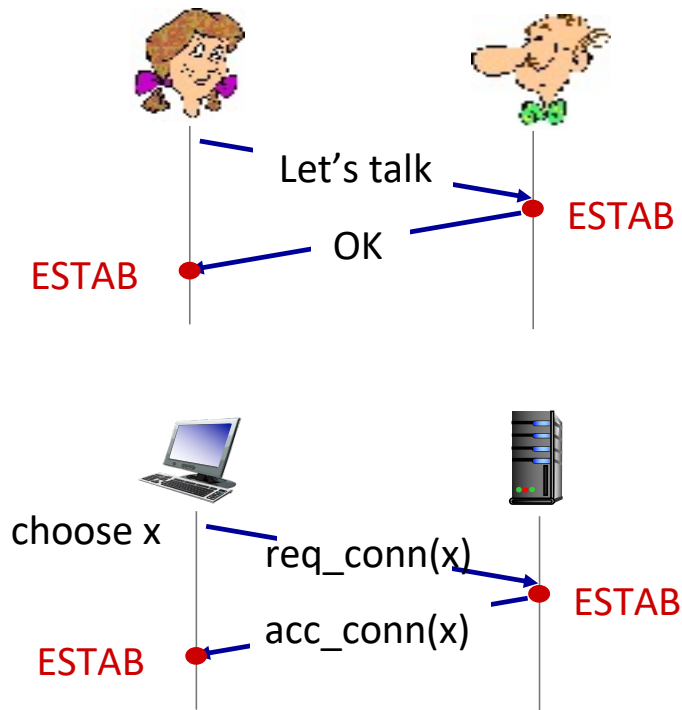 Let's talk
ESTAB
OK
ESTAB
choose x
req_conn(x)
ESTAB
acc_conn(x)
ESTAB